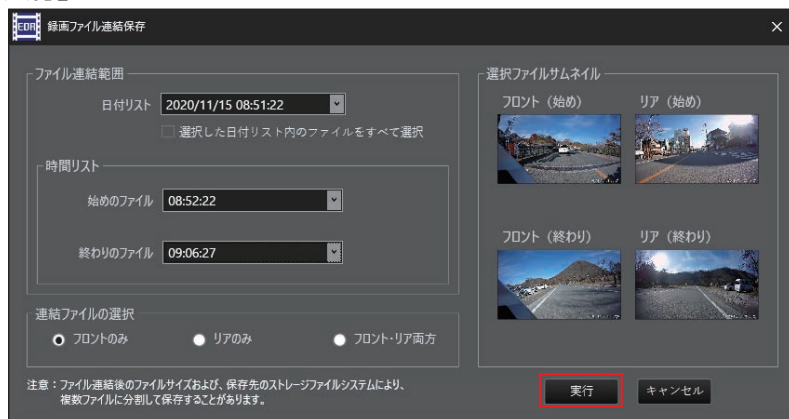 EDR 録画ファイル連結保存
ファイル連結範囲
日付リスト 2020/11/15 08:51:22
選択した日付リスト内のファイルをすべて選択
時間リスト
始めのファイル 08:52:22
終わりのファイル 09:06:27
連結ファイルの選択
フロントのみ リアのみ フロント・リア両方
注意：ファイル連結後のファイルサイズおよび、保存先のストレージファイルシステムにより、
複数ファイルに分割して保存することがあります。
選択ファイルサムネイル
フロント（始め） リア（始め）
フロント（終わり） リア（終わり）
実行 キャンセル